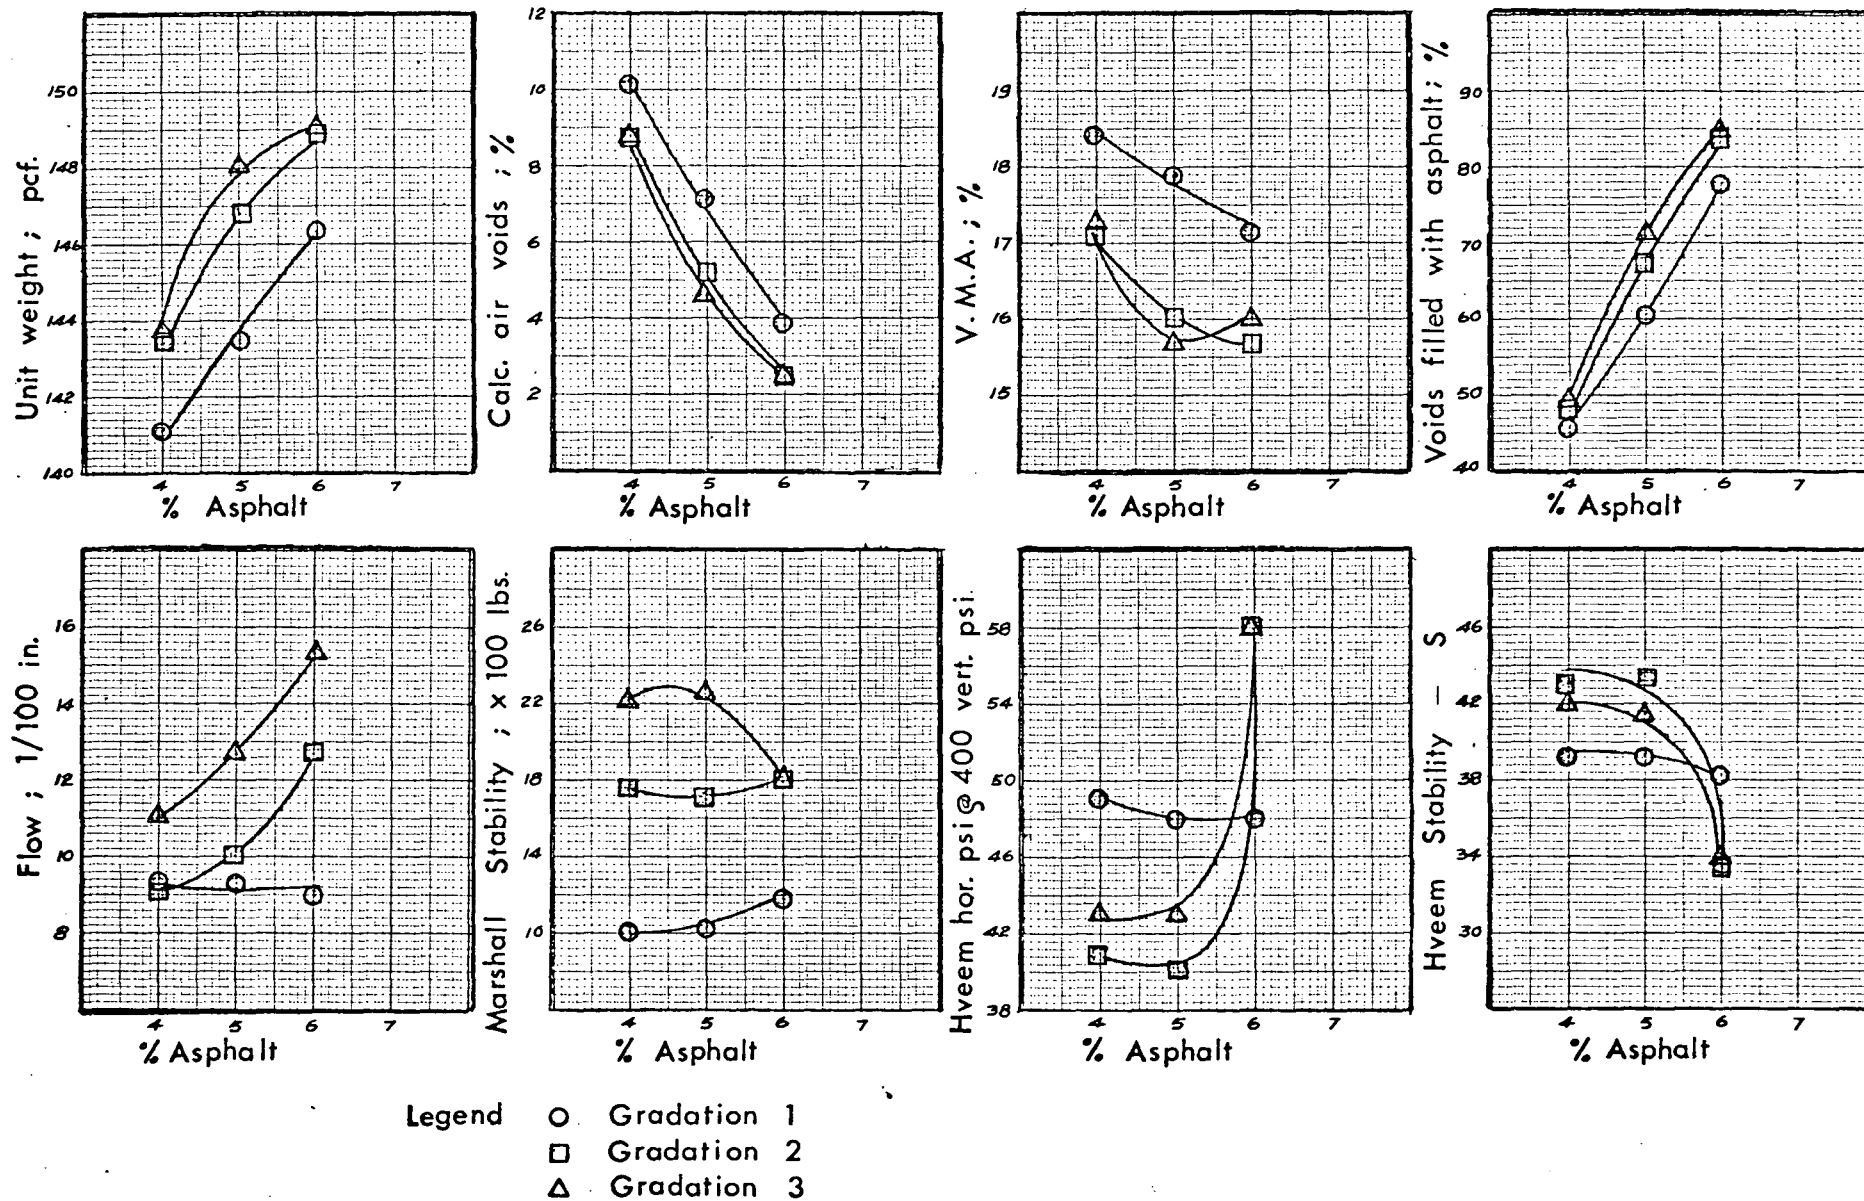 Unit weight ; pcf.
150
148
146
144
142
140
4 5 6 7
% Asphalt
Calc. air voids ; %
12
10
8
6
4
2
4 5 6 7
% Asphalt
V.M.A. ; %
19
18
17
16
15
4 5 6 7
% Asphalt
Voids filled with asphalt ; %
90
80
70
60
50
40
4 5 6 7
% Asphalt
Flow ; 1/100 in.
16
14
12
10
8
4 5 6 7
% Asphalt
Marshall Stability ; x 100 lbs.
26
22
18
14
10
4 5 6 7
% Asphalt
Hveem hor. psi @ 400 vert. psi.
58
54
50
46
42
38
4 5 6 7
% Asphalt
Hveem Stability – S
46
42
38
34
30
4 5 6 7
% Asphalt
Legend
Gradation 1
Gradation 2
Gradation 3